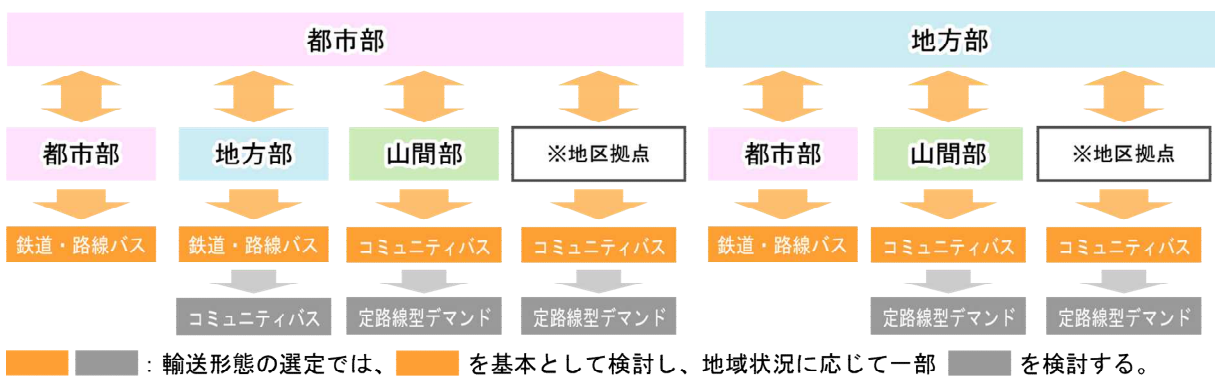 都市部 地方部
都市部 地方部 山間部 ※地区拠点 都市部 山間部 ※地区拠点
鉄道・路線バス 鉄道・路線バス コミュニティバス コミュニティバス 鉄道・路線バス コミュニティバス コミュニティバス
コミュニティバス 定路線型デマンド 定路線型デマンド 定路線型デマンド 定路線型デマンド
：輸送形態の選定では、 を基本として検討し、地域状況に応じて一部 を検討する。